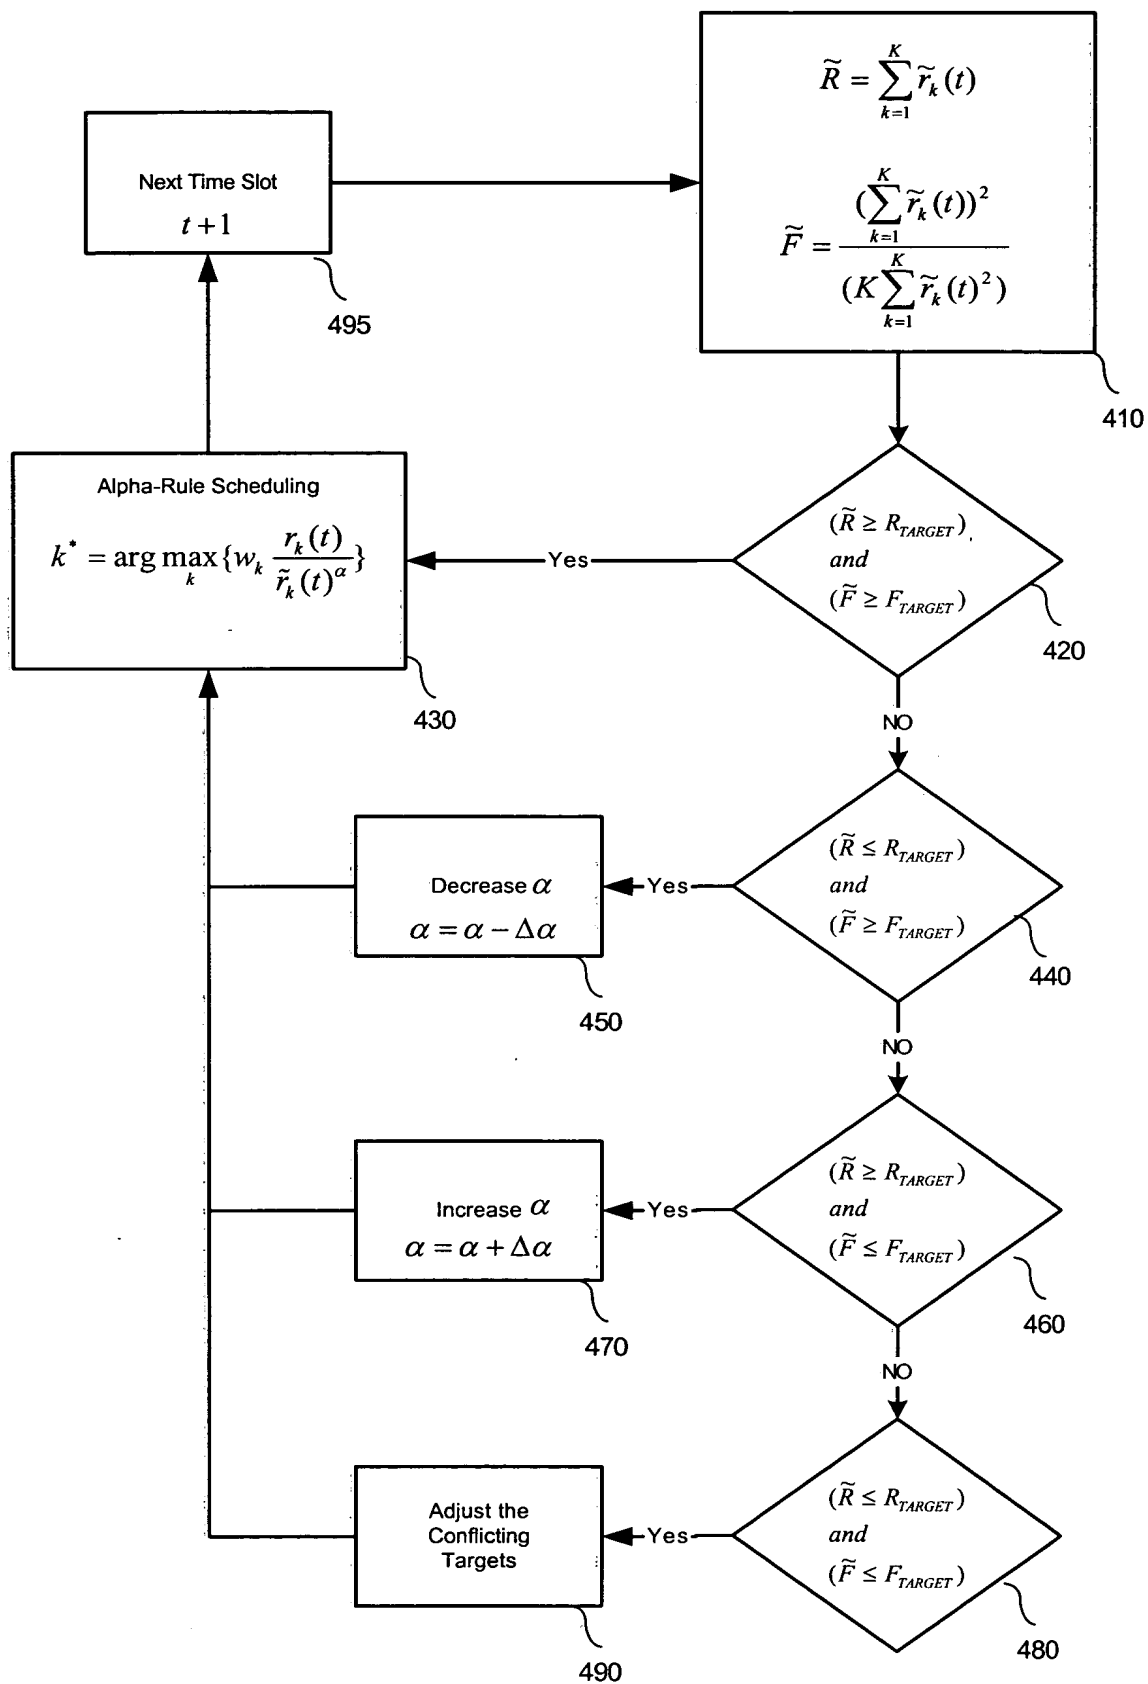 R̃ = ∑_{k=1}^{K} r̃_k(t)
F̃ = (∑_{k=1}^{K} r̃_k(t))² / (K∑_{k=1}^{K} r̃_k(t)²)
410
Next Time Slot
t+1
495
Alpha-Rule Scheduling
k* = arg max_k {w_k r_k(t) / r̃_k(t)^α}
430
Yes
(R̃ ≥ R_TARGET)
and
(F̃ ≥ F_TARGET)
420
NO
Decrease α
α = α − Δα
450
Yes
(R̃ ≤ R_TARGET)
and
(F̃ ≥ F_TARGET)
440
NO
Increase α
α = α + Δα
470
Yes
(R̃ ≥ R_TARGET)
and
(F̃ ≤ F_TARGET)
460
NO
Adjust the
Conflicting
Targets
490
Yes
(R̃ ≤ R_TARGET)
and
(F̃ ≤ F_TARGET)
480